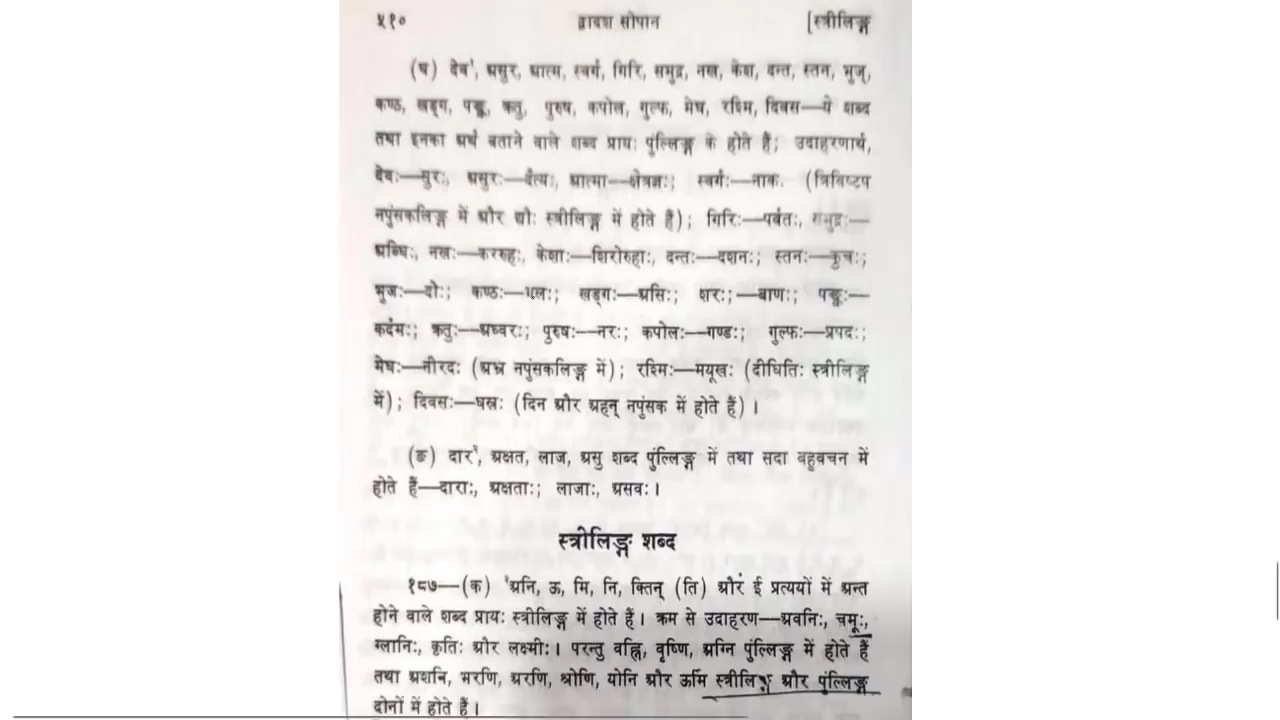 ५१० द्वादश सोपान [स्त्रीलिङ्ग
(घ) देव¹, असुर, आत्म, स्वर्ग, गिरि, समुद्र, नख, केश, दन्त, स्तन, भुज्,
कण्ठ, खड्ग, पङ्क, ऋतु, पुरुष, कपोल, गुल्फ, मेघ, रश्मि, दिवस—ये शब्द
तथा इनका अर्थ बताने वाले शब्द प्रायः पुंल्लिङ्ग के होते हैं; उदाहरणार्थ,
देवः—सुरः, असुरः—दैत्यः, आत्मा—क्षेत्रज्ञः; स्वर्गः—नाकः (त्रिविष्टप
नपुंसकलिङ्ग में और द्यौः स्त्रीलिङ्ग में होते हैं); गिरिः—पर्वतः, समुद्रः—
अब्धिः, नखः—कररुहः, केशाः—शिरोरुहाः, दन्तः—दशनः; स्तनः—कुचः;
भुजः—दोः; कण्ठः—गलः; खड्गः—असिः; शरः;—बाणः; पङ्कः—
कर्दमः; ऋतुः—अध्वरः; पुरुषः—नरः; कपोलः—गण्डः; गुल्फः—प्रपदः;
मेघः—नीरदः (अभ्र नपुंसकलिङ्ग में); रश्मिः—मयूखः (दीधितिः स्त्रीलिङ्ग
में); दिवसः—घस्रः (दिन और अहन् नपुंसक में होते हैं)।
(ङ) दार¹, अक्षत, लाज, असु शब्द पुंल्लिङ्ग में तथा सदा बहुवचन में
होते हैं—दाराः, अक्षताः; लाजाः, असवः।
स्त्रीलिङ्ग शब्द
१८७—(क) ¹अनि, ऊ, मि, नि, क्तिन् (ति) और ई प्रत्ययों में अन्त
होने वाले शब्द प्रायः स्त्रीलिङ्ग में होते हैं। क्रम से उदाहरण—अवनिः, चमूः,
ग्लानिः, कृतिः और लक्ष्मीः। परन्तु वह्नि, वृष्णि, अग्नि पुंल्लिङ्ग में होते हैं
तथा अशनि, भरणि, अरणि, श्रोणि, योनि और ऊर्मि स्त्रीलिङ्ग और पुंल्लिङ्ग
दोनों में होते हैं।